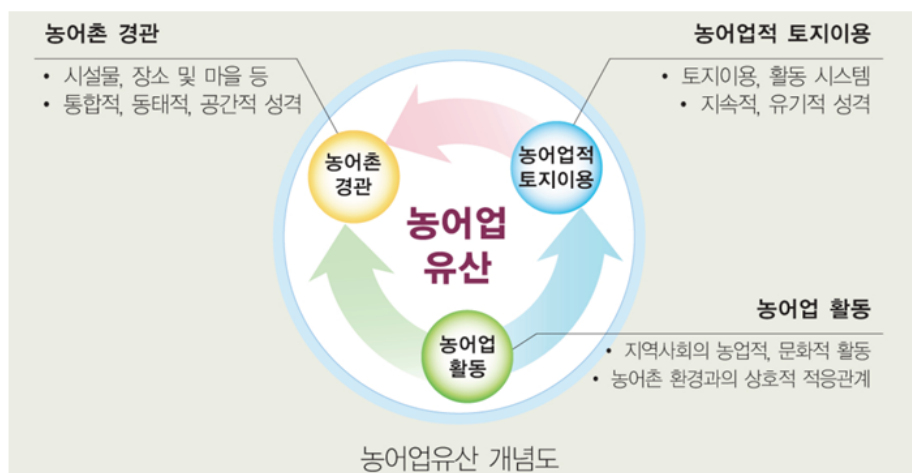 농어촌 경관
• 시설물, 장소 및 마을 등
• 통합적, 동태적, 공간적 성격
농어업적 토지이용
• 토지이용, 활동 시스템
• 지속적, 유기적 성격
농어촌
경관
농어업적
토지이용
농어업
유산
농어업
활동
농어업 활동
• 지역사회의 농업적, 문화적 활동
• 농어촌 환경과의 상호적 적응관계
농어업유산 개념도